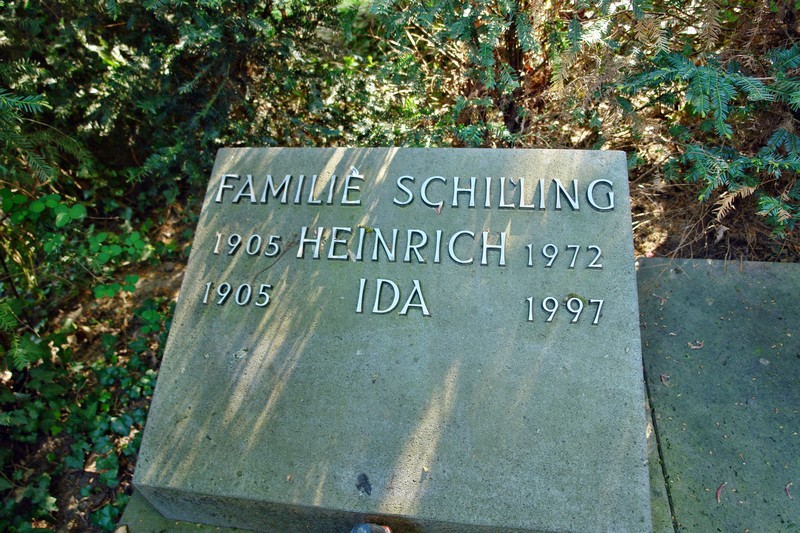 FAMILIE SCHILLING
1905 HEINRICH 1972
1905 IDA 1997